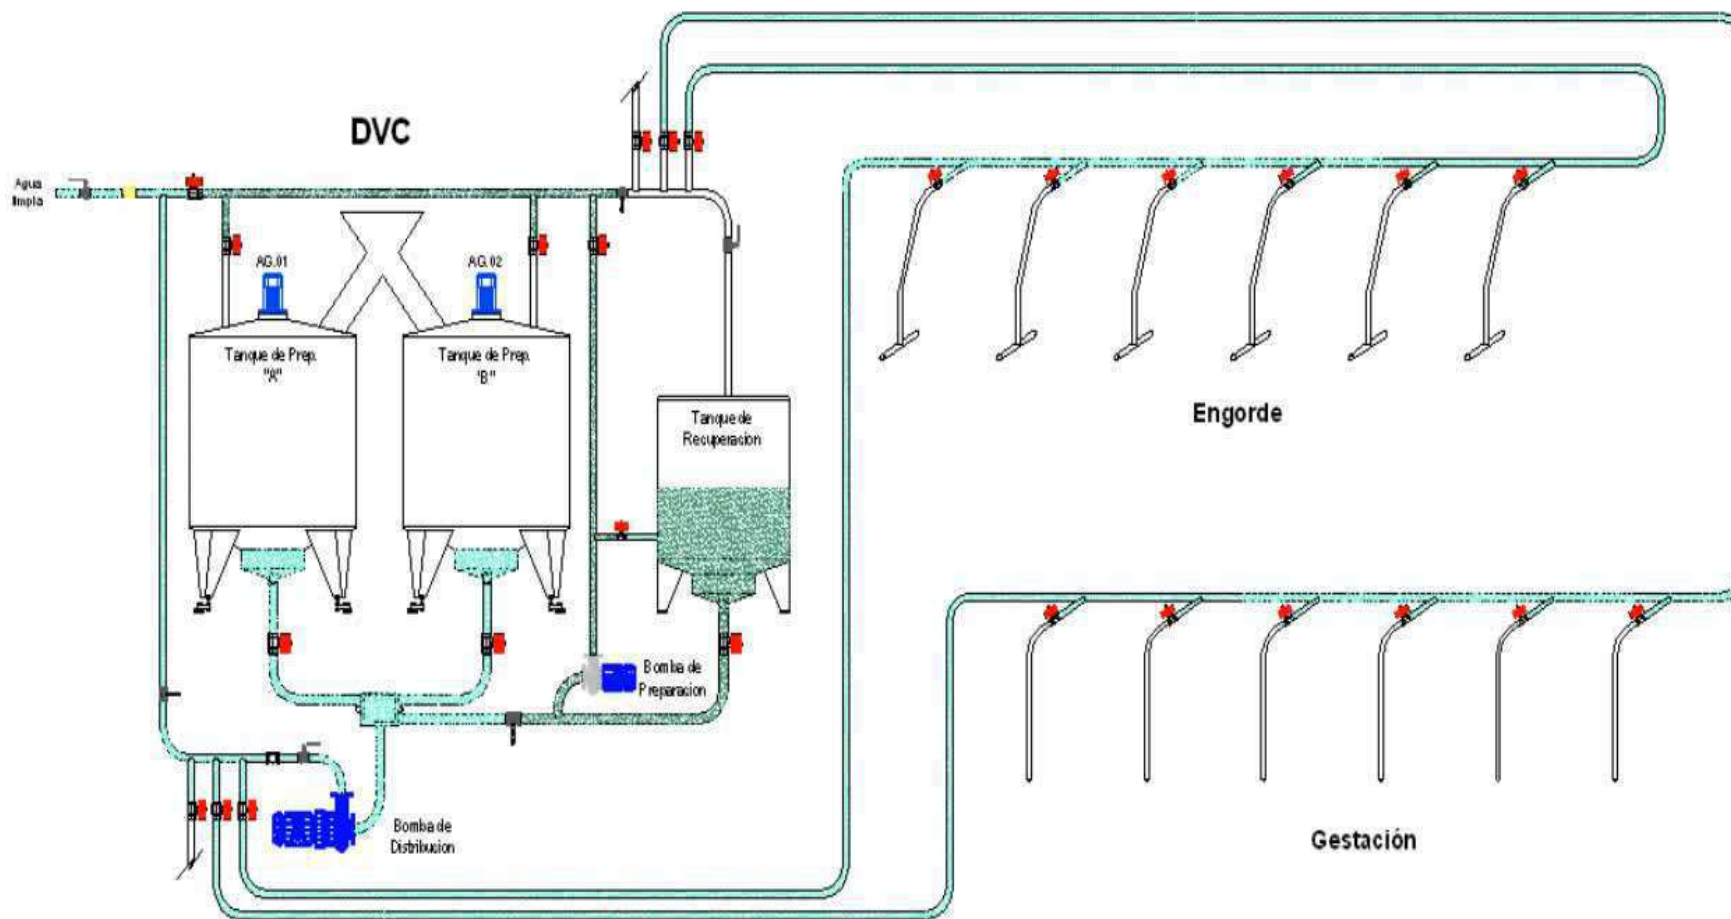 DVC
Agua
limpia
AG.01
AG.02
Tanque de Prep.
"A"
Tanque de Prep.
"B"
Tanque de
Recuperacion
Engorde
Bomba de
Preparacion
Bomba de
Distribucion
Gestación